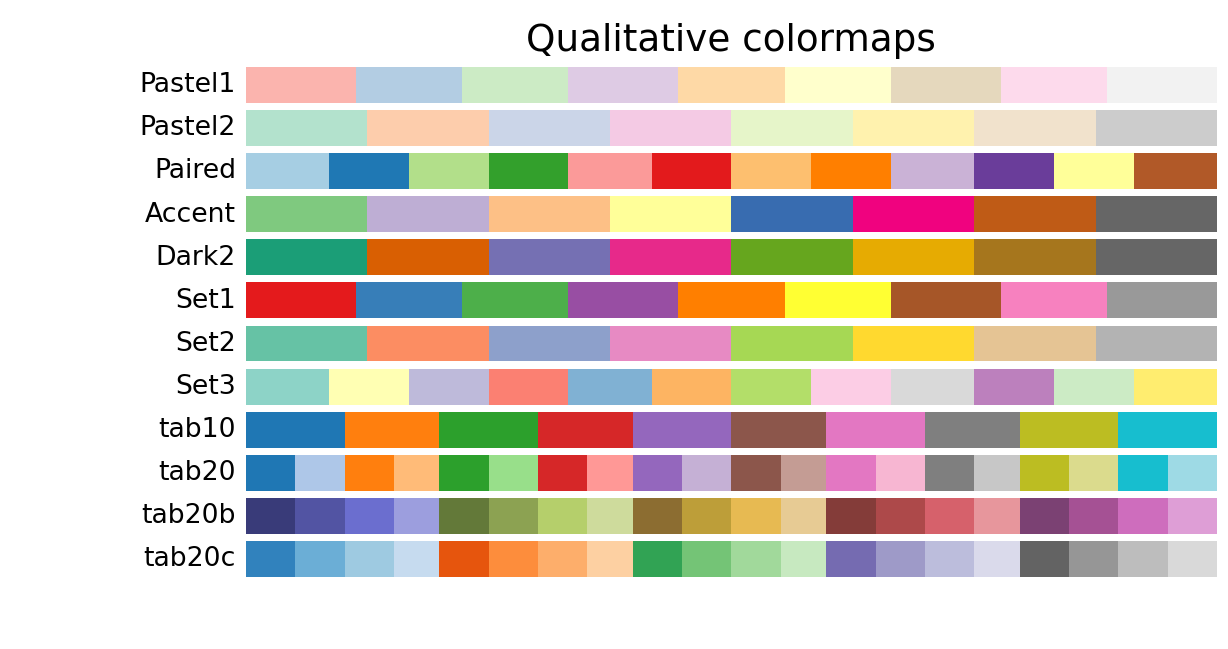 Qualitative colormaps
Pastel1
Pastel2
Paired
Accent
Dark2
Set1
Set2
Set3
tab10
tab20
tab20b
tab20c